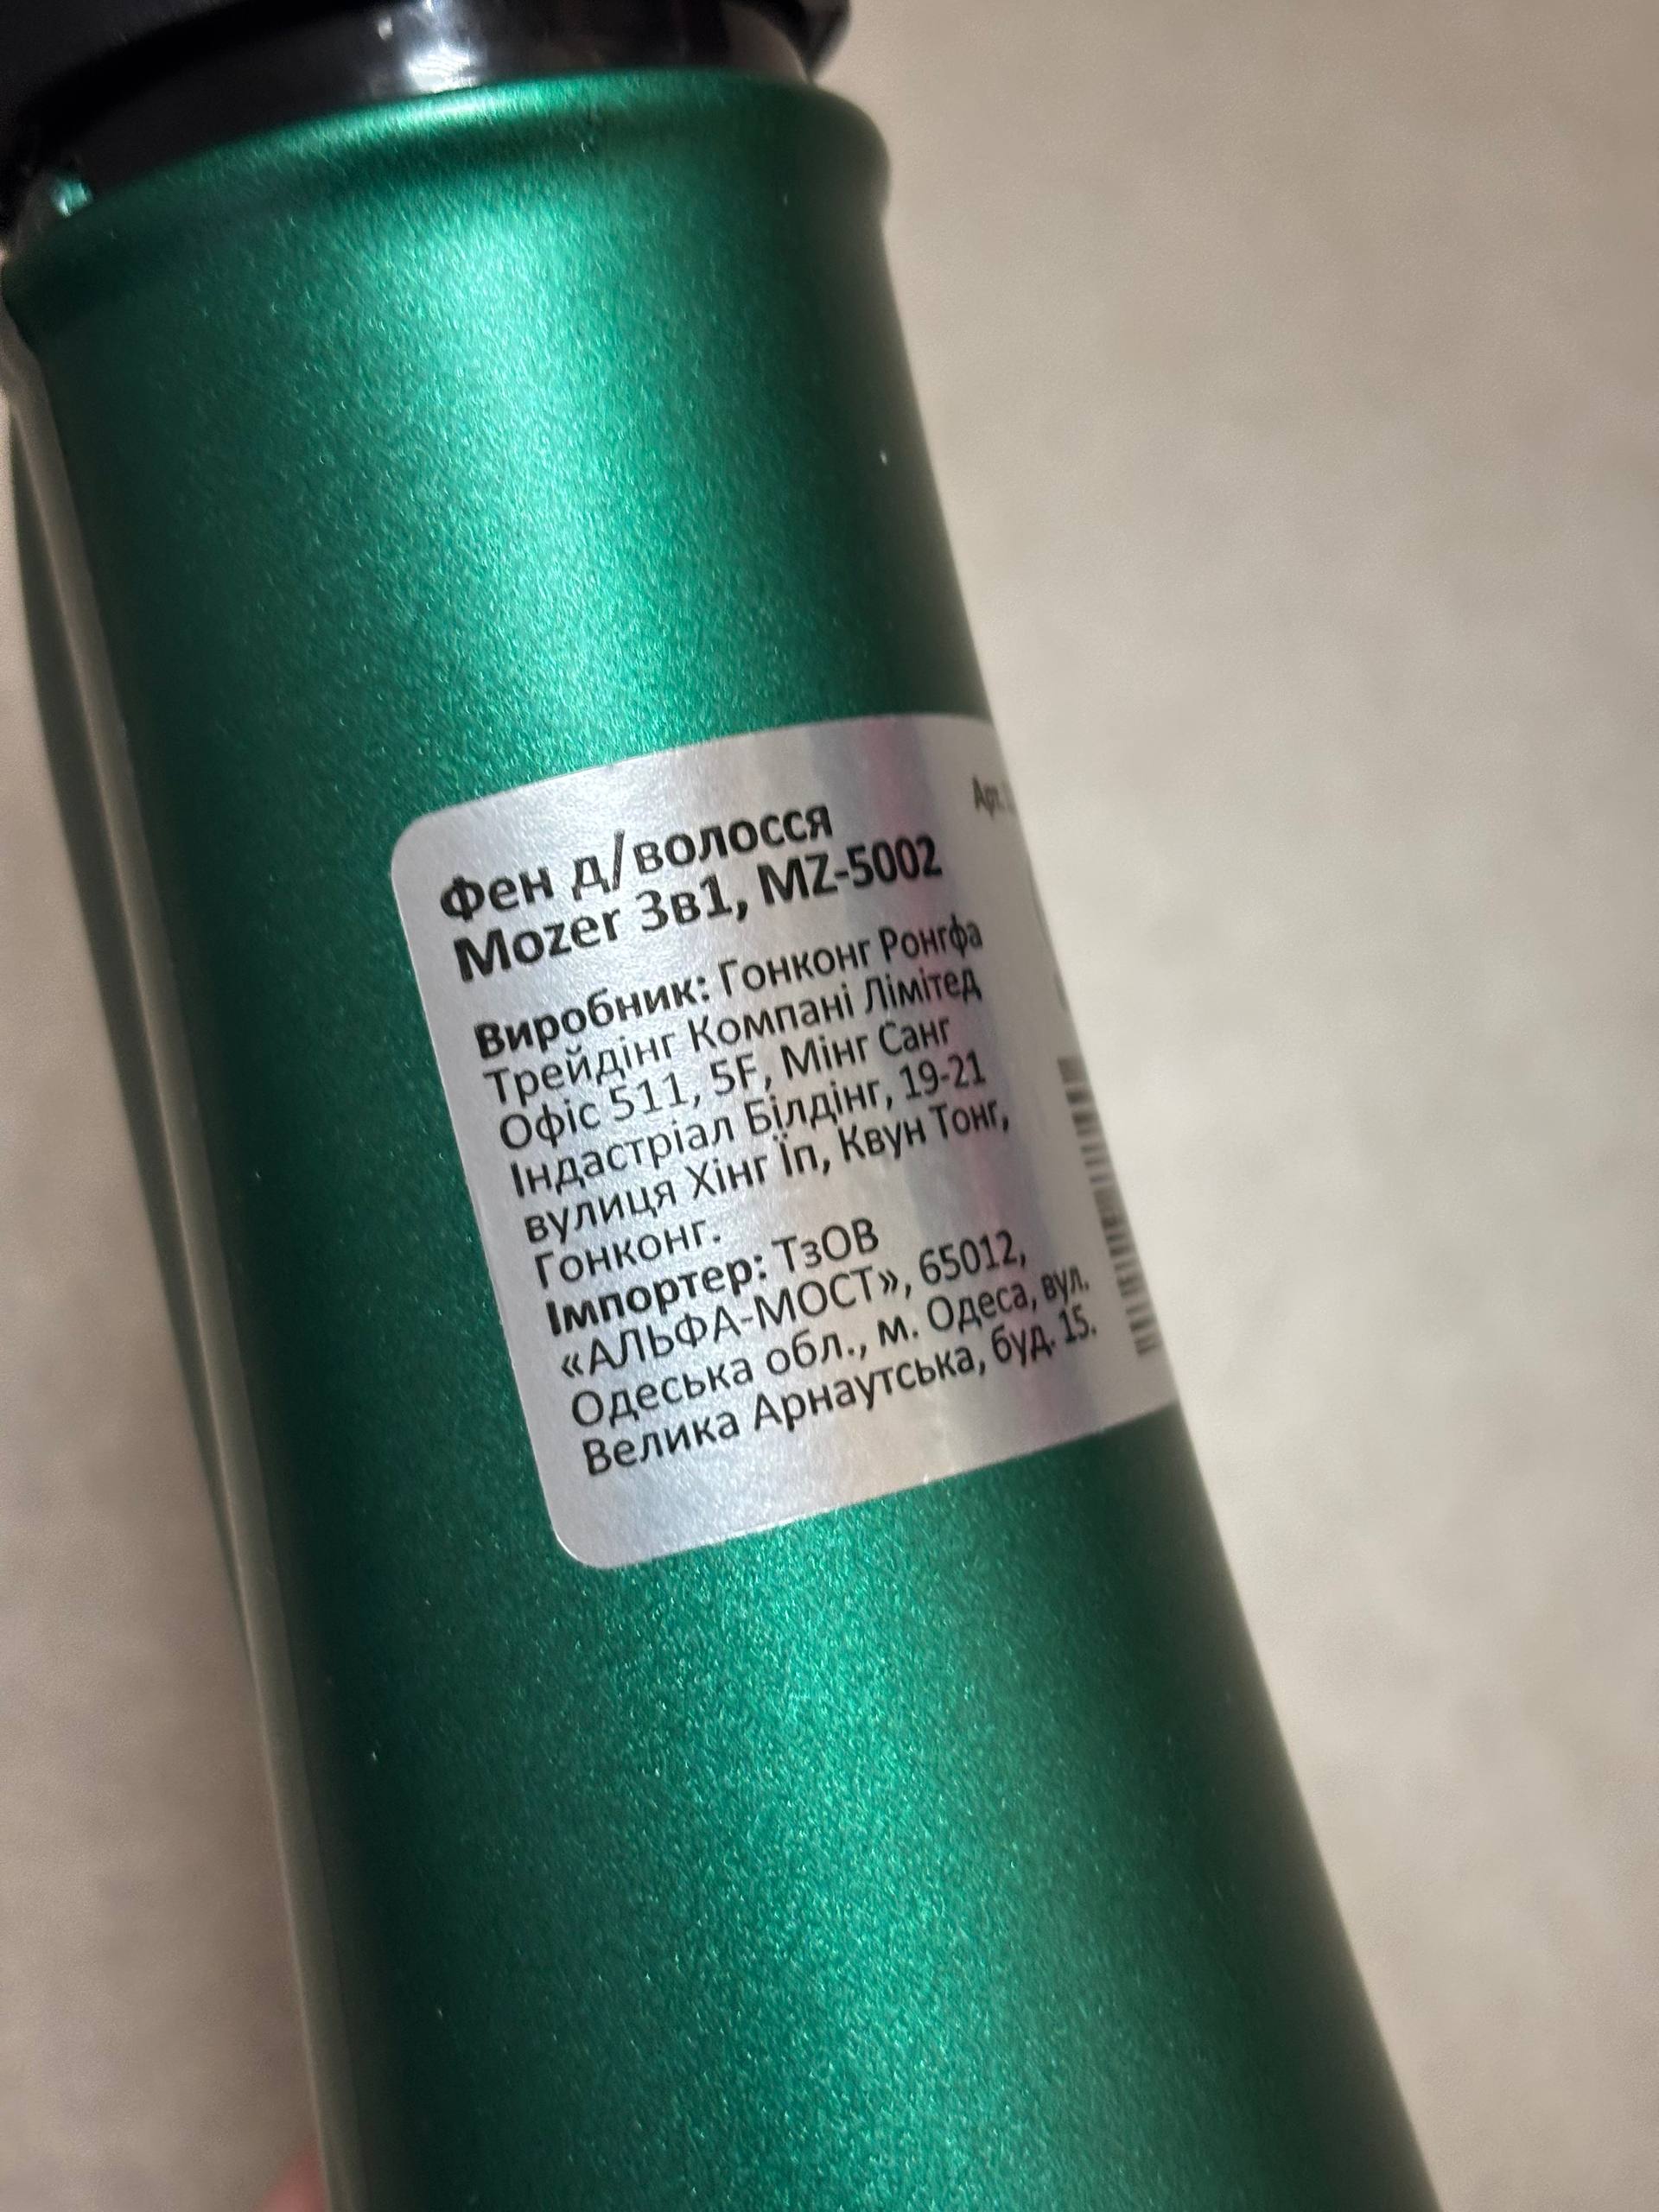 Фен д/волосся
Mozer 3в1, MZ-5002
Арт.
Виробник: Гонконг Ронгфа
Трейдінг Компані Лімітед
Офіс 511, 5F, Мінг Санг
Індастріал Білдінг, 19-21
вулиця Хінг Їп, Квун Тонг,
Гонконг.
Імпортер: ТзОВ
«АЛЬФА-МОСТ», 65012,
Одеська обл., м. Одеса, вул.
Велика Арнаутська, буд. 15.